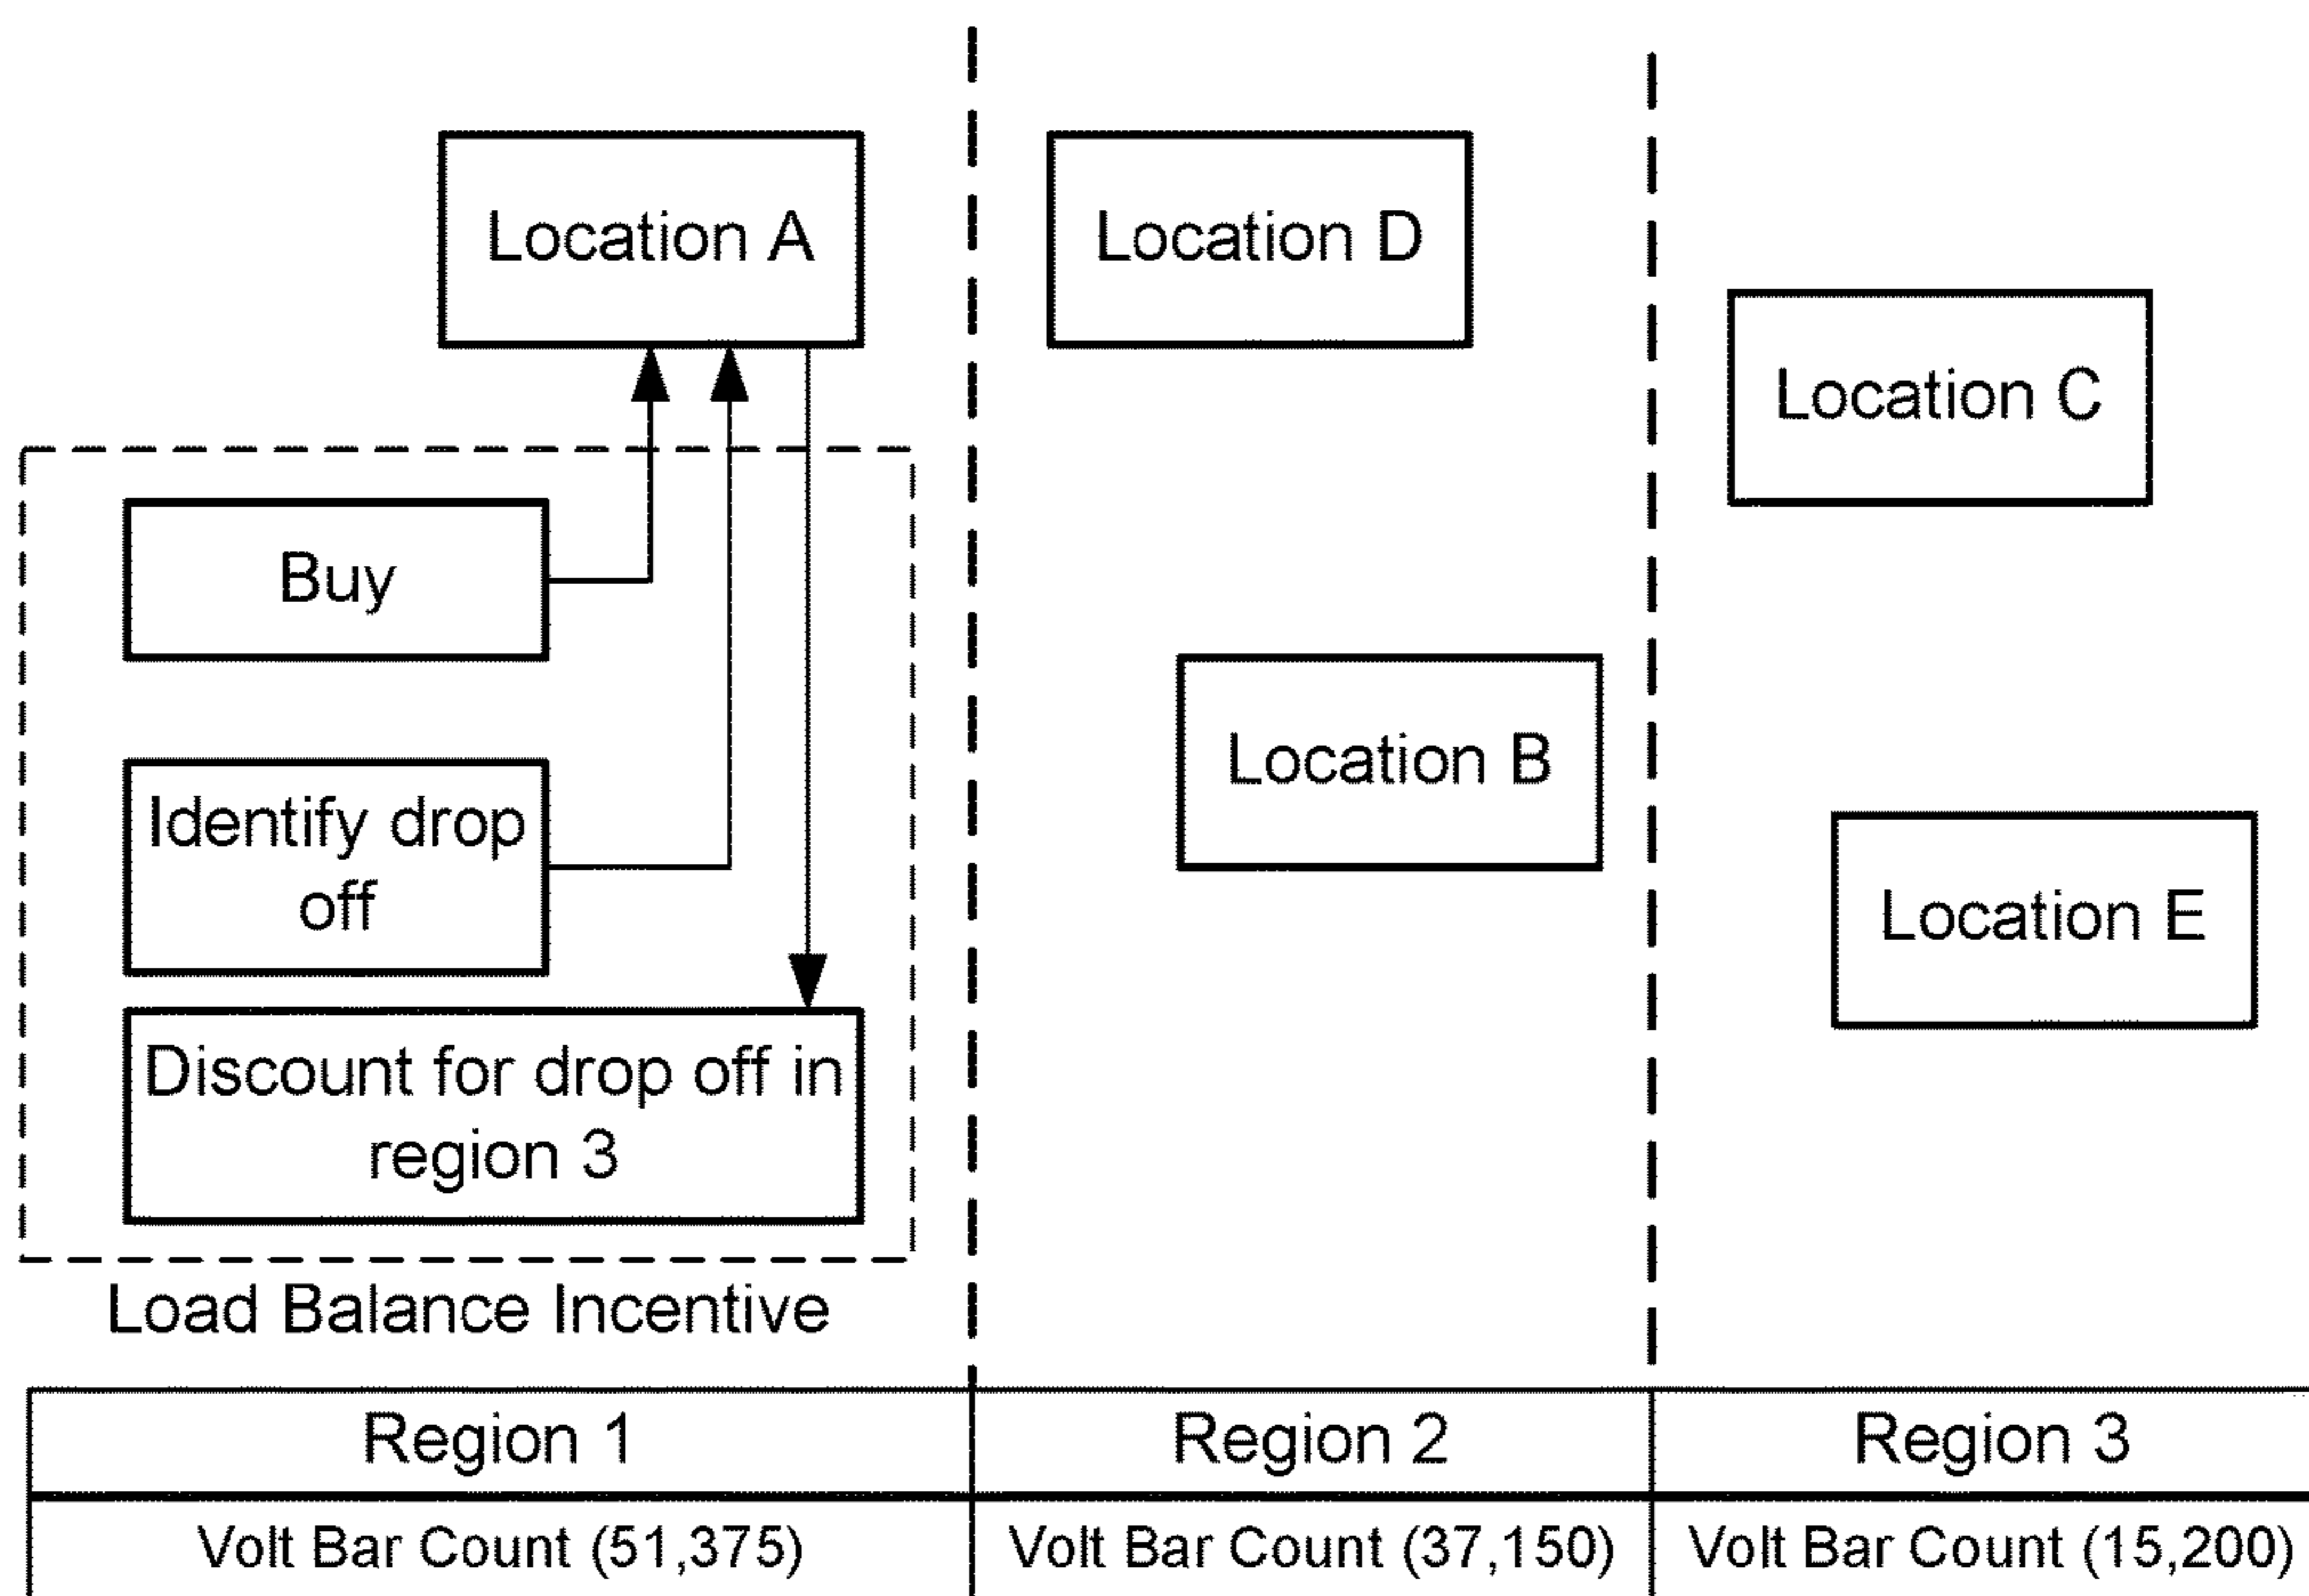 Location A
Location D
Location C
Buy
Location B
Identify drop
off
Location E
Discount for drop off in
region 3
Load Balance Incentive
Region 1
Region 2
Region 3
Volt Bar Count (51,375)
Volt Bar Count (37,150)
Volt Bar Count (15,200)